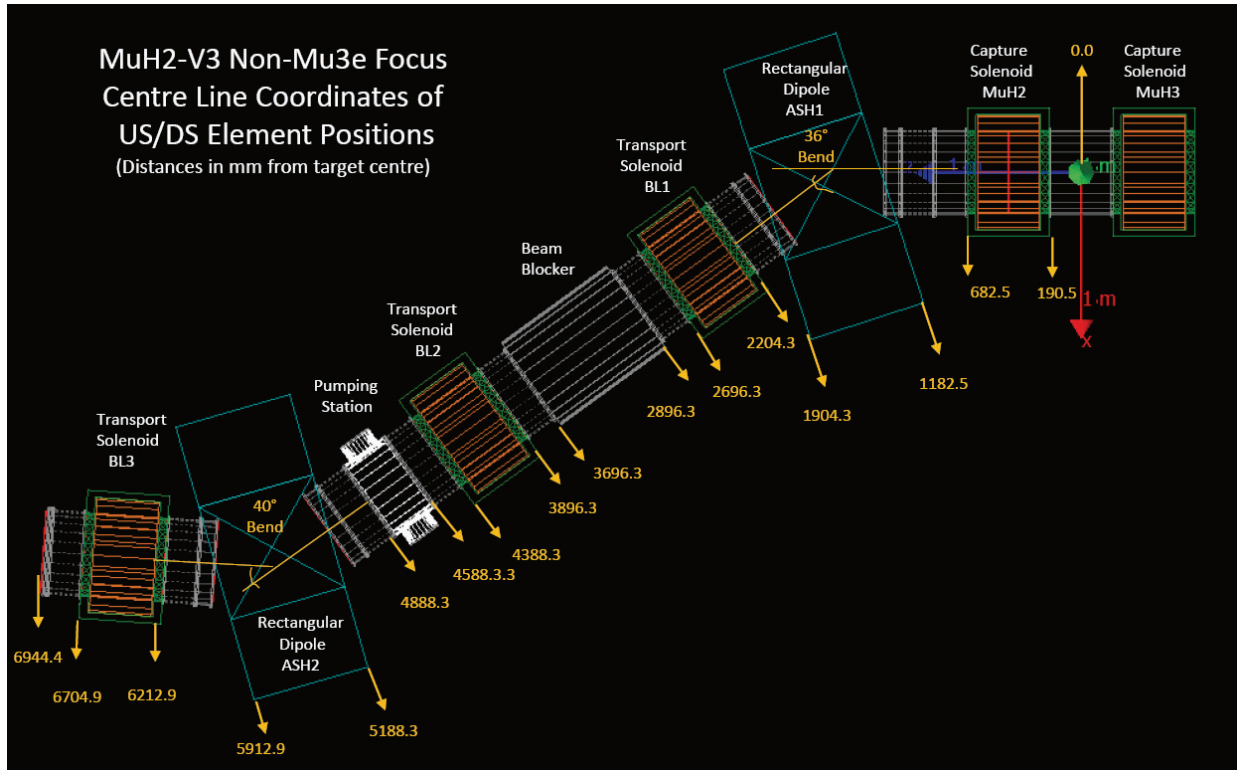 MuH2-V3 Non-Mu3e Focus
Centre Line Coordinates of
US/DS Element Positions
(Distances in mm from target centre)
Rectangular
Dipole
ASH1
Capture
Solenoid
MuH2
0.0
Capture
Solenoid
MuH3
36°
Bend
Transport
Solenoid
BL1
1 m
682.5
190.5
1 m
x
Beam
Blocker
Transport
Solenoid
BL2
Pumping
Station
Transport
Solenoid
BL3
2204.3
1182.5
2696.3
1904.3
2896.3
3696.3
3896.3
4388.3
4588.3.3
4888.3
40°
Bend
Rectangular
Dipole
ASH2
6944.4
6704.9
6212.9
5188.3
5912.9